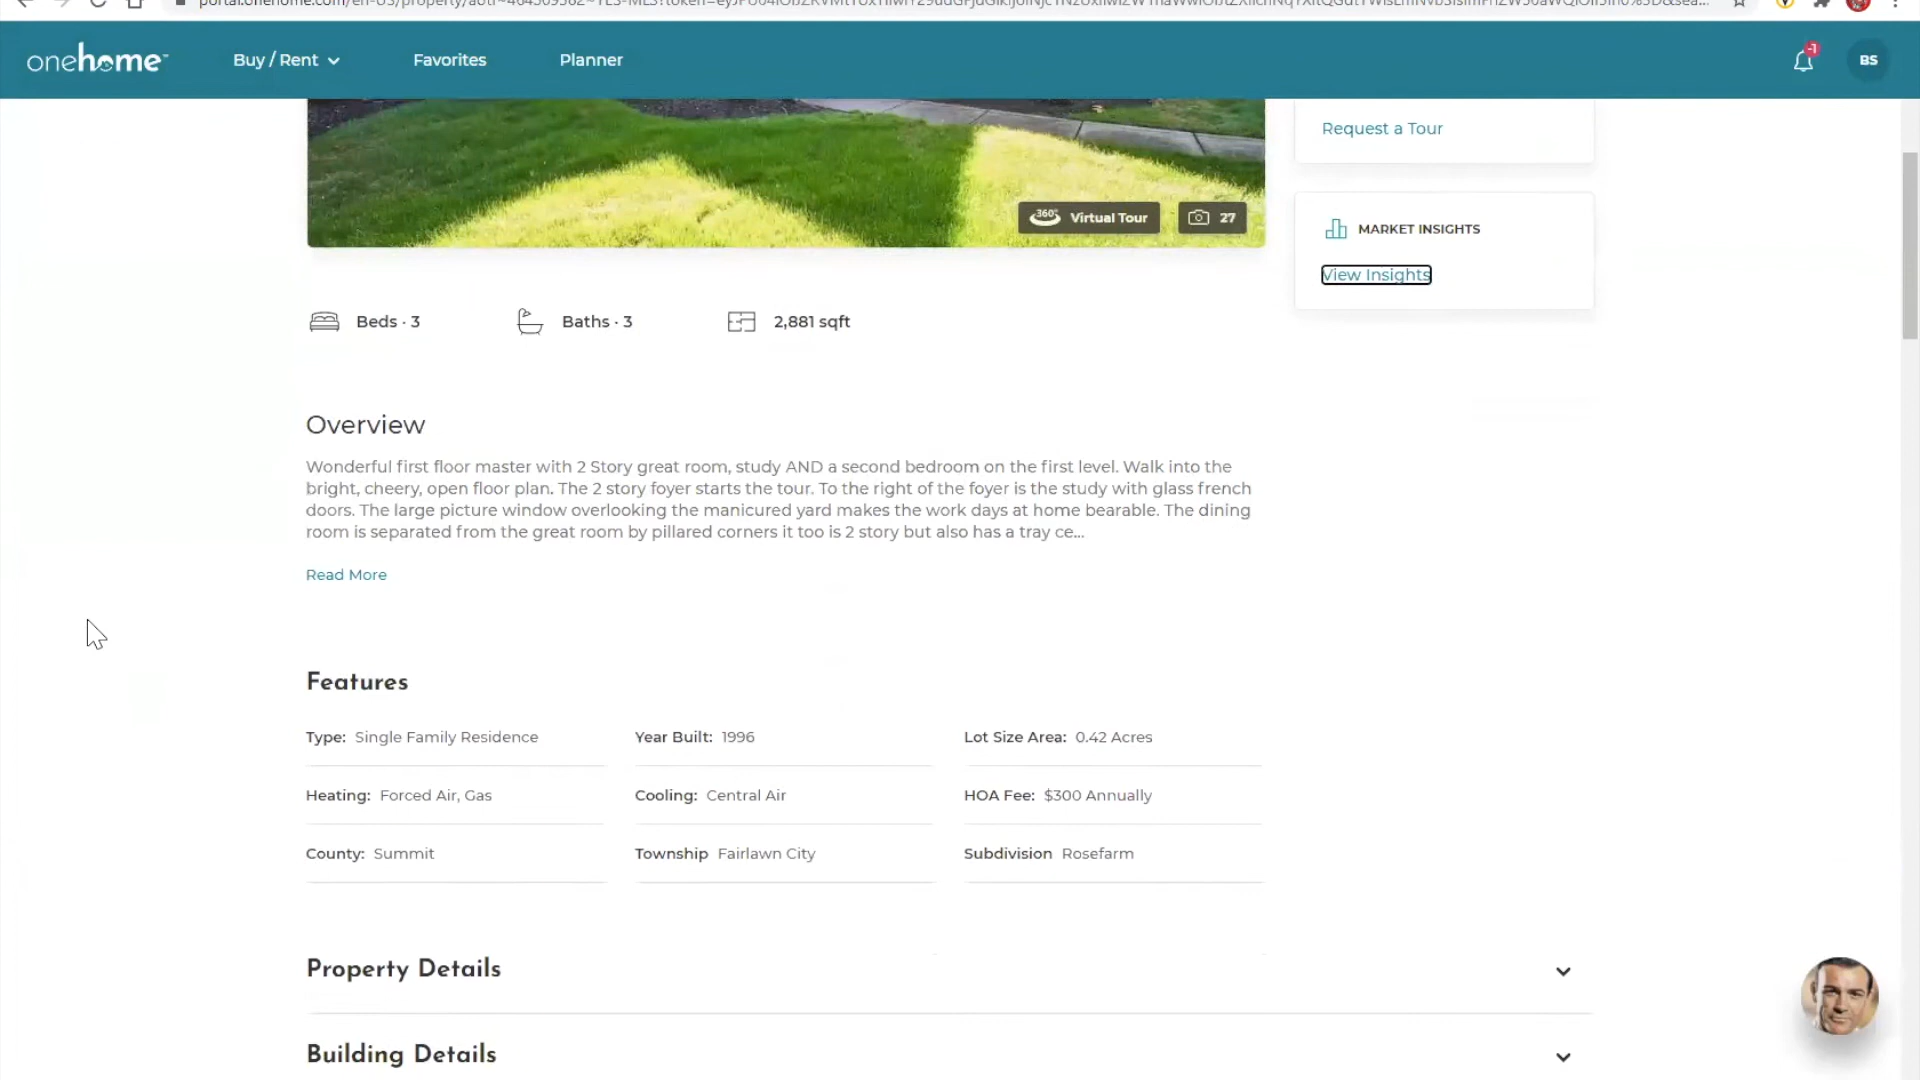 onehome
Buy / Rent
Favorites
Planner
-1
BS
Request a Tour
360°
Virtual Tour
27
MARKET INSIGHTS
View Insights
Beds · 3
Baths · 3
2,881 sqft
Overview
Wonderful first floor master with 2 Story great room, study AND a second bedroom on the first level. Walk into the
bright, cheery, open floor plan. The 2 story foyer starts the tour. To the right of the foyer is the study with glass french
doors. The large picture window overlooking the manicured yard makes the work days at home bearable. The dining
room is separated from the great room by pillared corners it too is 2 story but also has a tray ce...
Read More
Features
Type: Single Family Residence
Year Built: 1996
Lot Size Area: 0.42 Acres
Heating: Forced Air, Gas
Cooling: Central Air
HOA Fee: $300 Annually
County: Summit
Township Fairlawn City
Subdivision Rosefarm
Property Details
Building Details